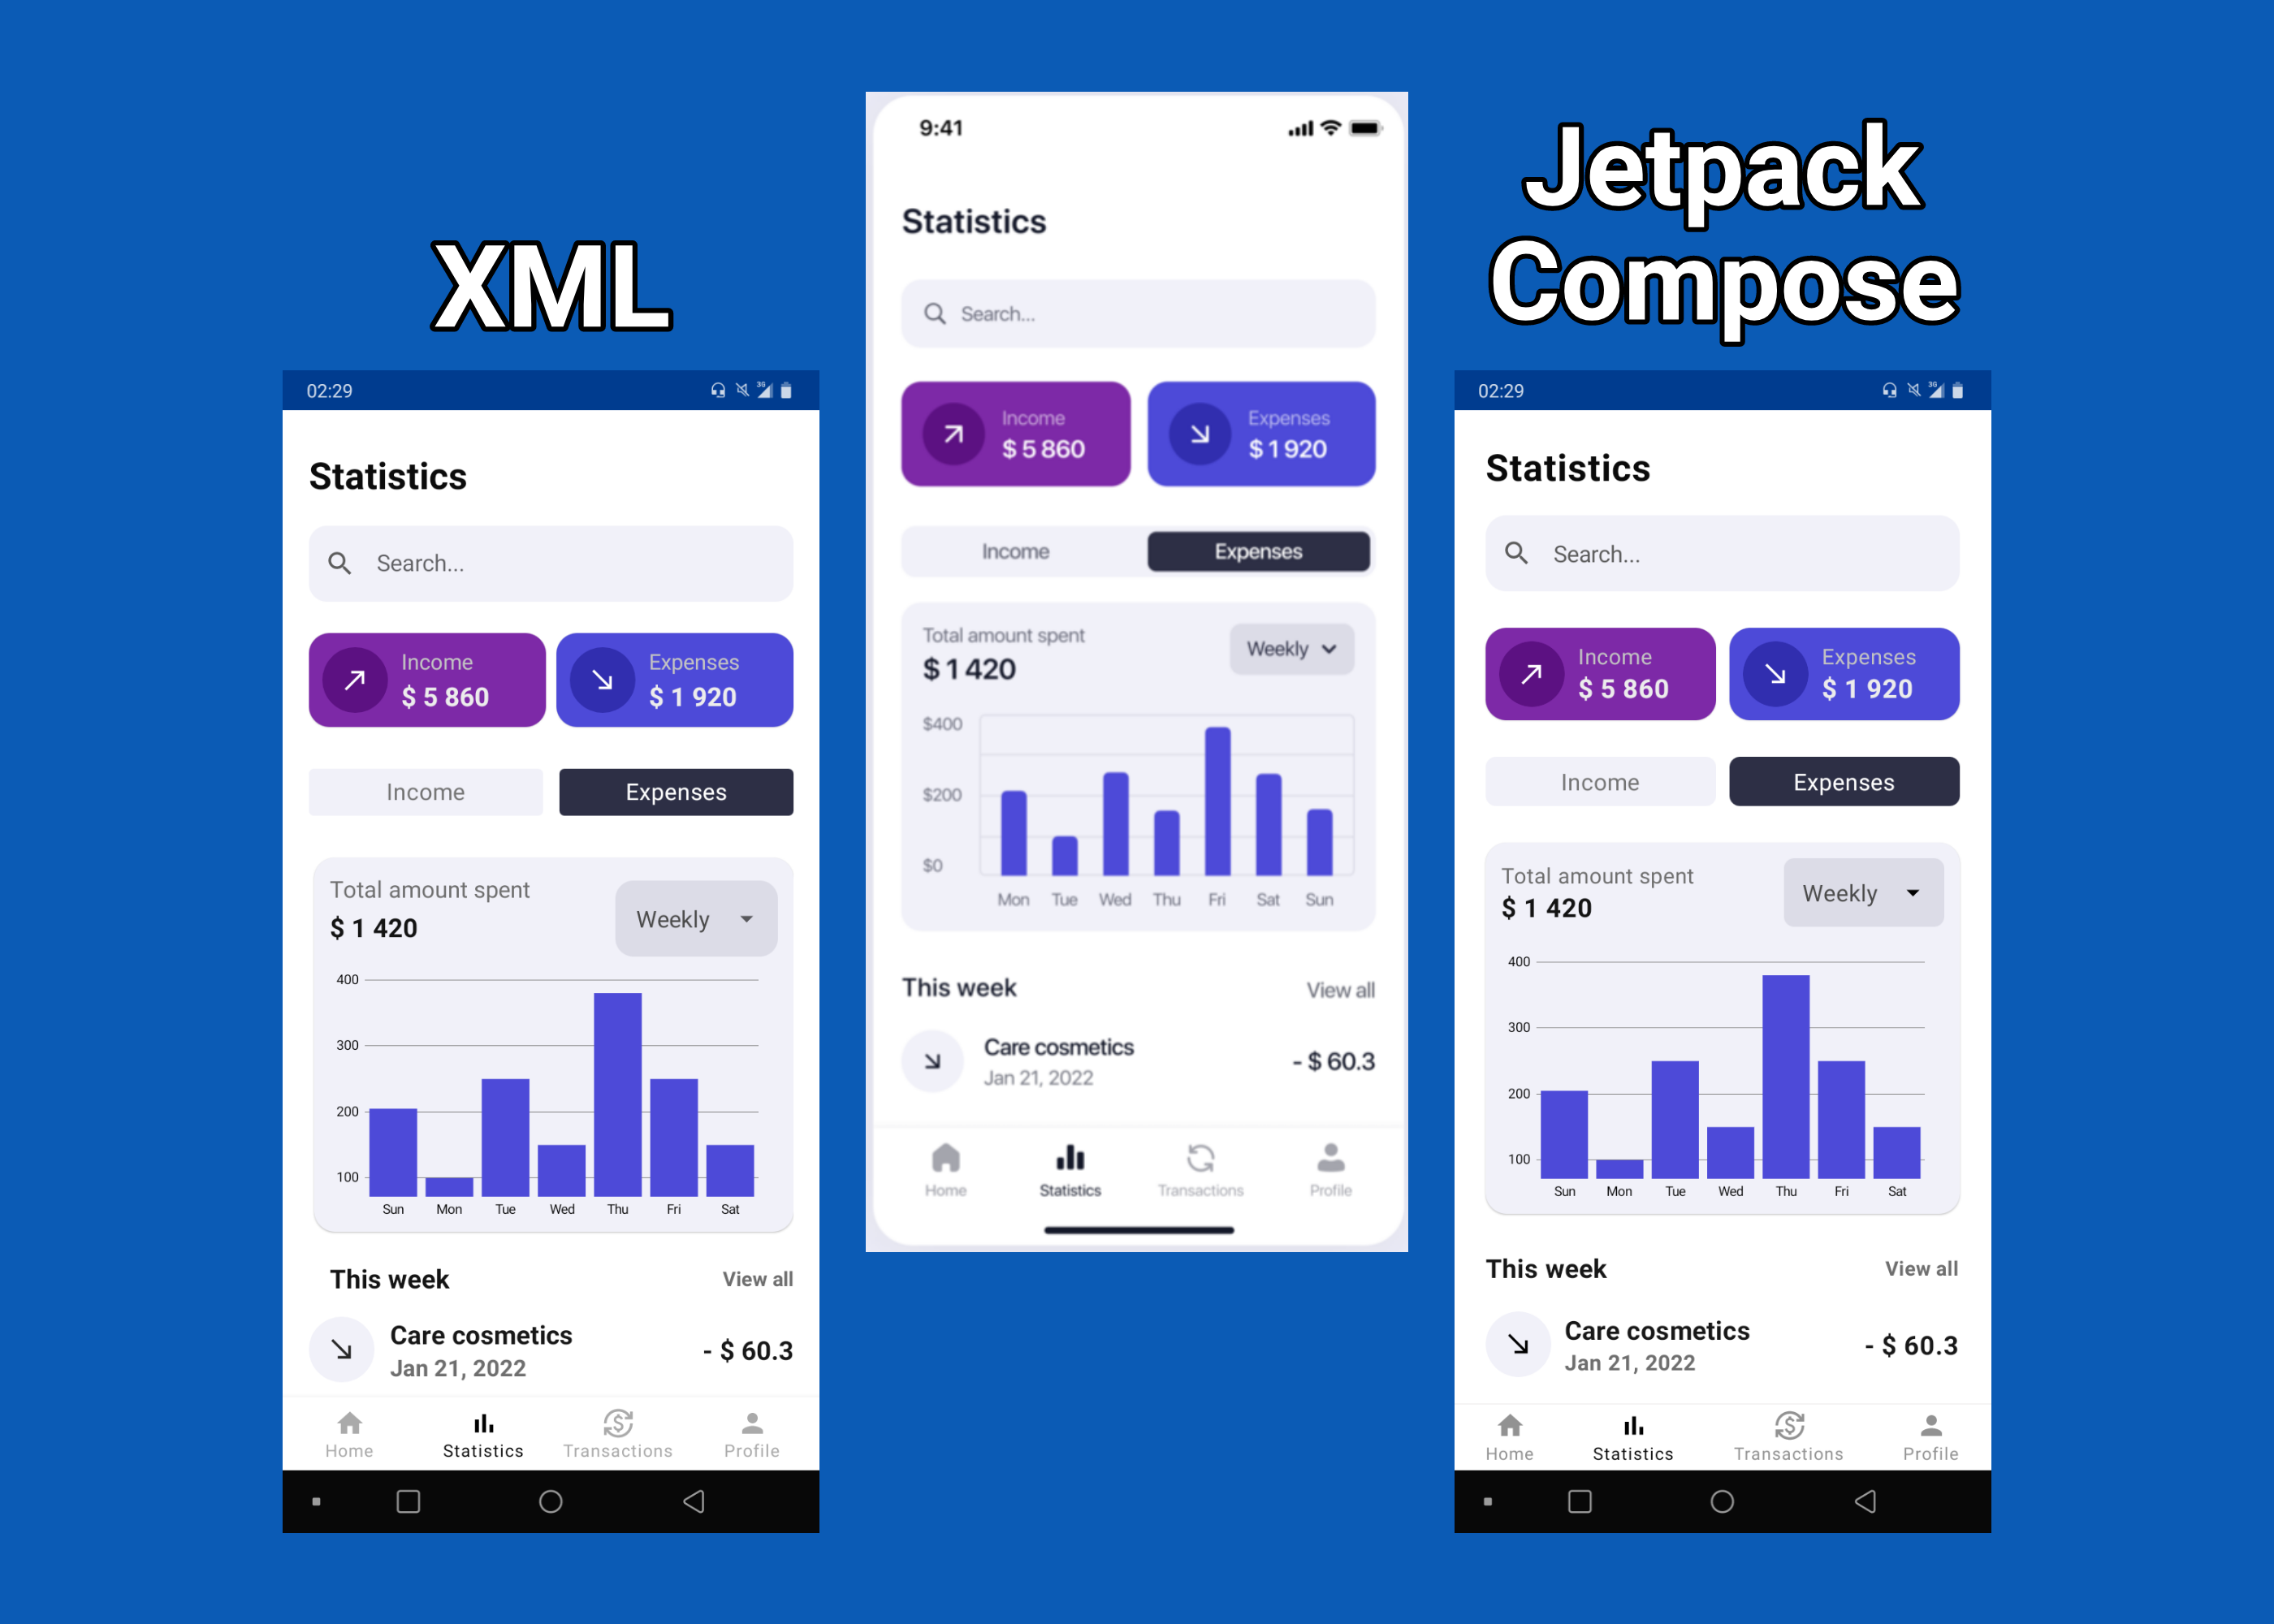 XML
02:29
3G
Statistics
Search...
Income
$ 5 860
Expenses
$ 1 920
Income
Expenses
Total amount spent
$ 1 420
Weekly
400
300
200
100
Sun Mon Tue Wed Thu Fri Sat
This week
View all
Care cosmetics
Jan 21, 2022
- $ 60.3
Home
Statistics
Transactions
Profile
9:41
Statistics
Search...
Income
$ 5 860
Expenses
$ 1 920
Income
Expenses
Total amount spent
$ 1 420
Weekly
$400
$200
$0
Mon Tue Wed Thu Fri Sat Sun
This week
View all
Care cosmetics
Jan 21, 2022
- $ 60.3
Home
Statistics
Transactions
Profile
Jetpack
Compose
02:29
3G
Statistics
Search...
Income
$ 5 860
Expenses
$ 1 920
Income
Expenses
Total amount spent
$ 1 420
Weekly
400
300
200
100
Sun Mon Tue Wed Thu Fri Sat
This week
View all
Care cosmetics
Jan 21, 2022
- $ 60.3
Home
Statistics
Transactions
Profile